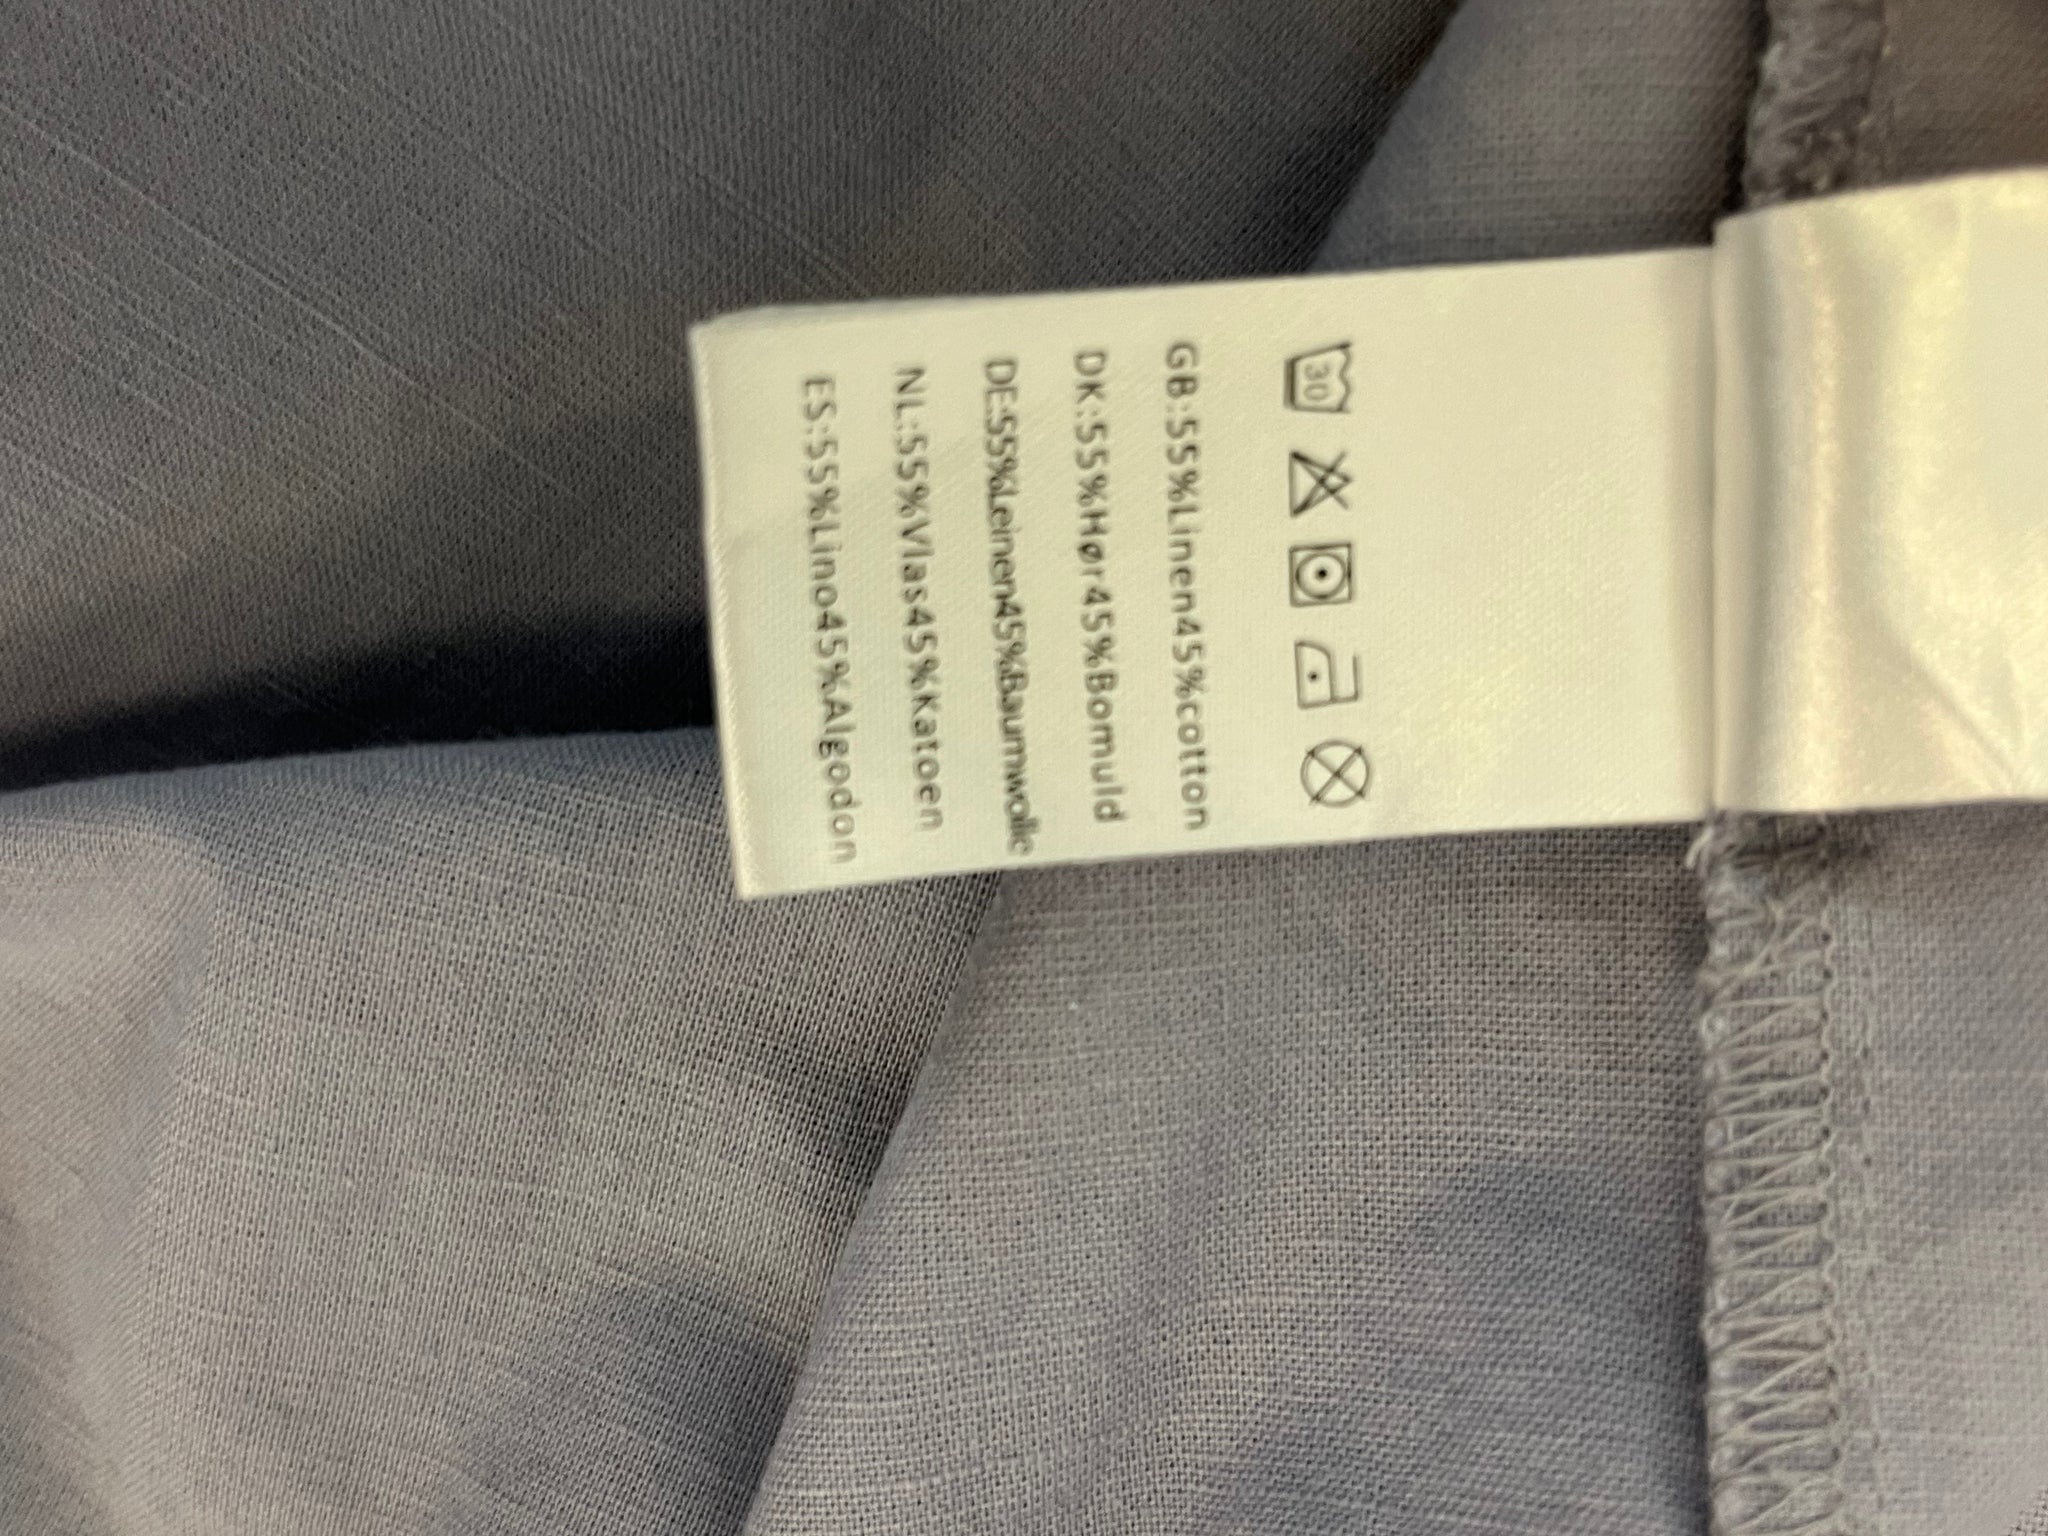 30
GB:55%Linen45%cotton
DK:55%Hør45%Bomuld
DE:55%Leinen45%Baumwolle
NL:55%Vlas45%Katoen
ES:55%Lino45%Algodon